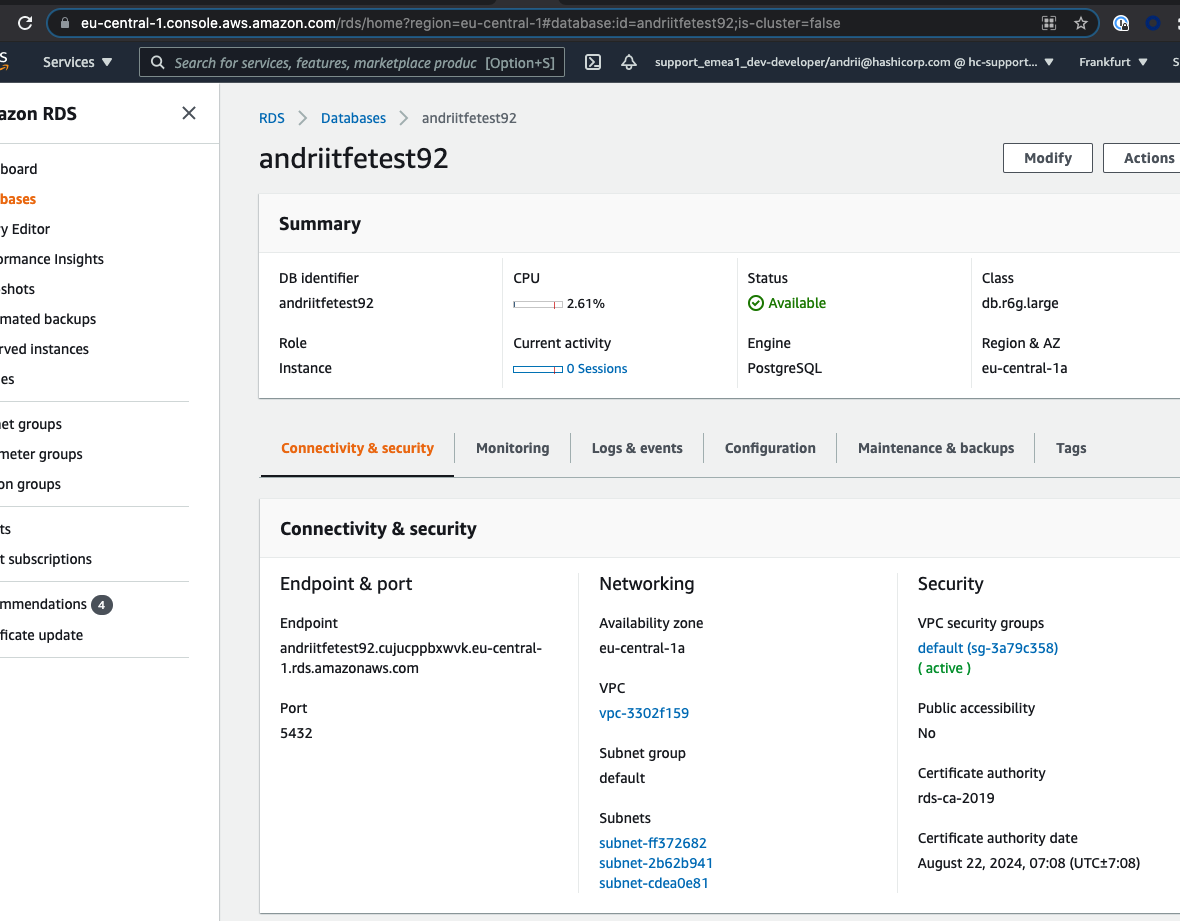 eu-central-1.console.aws.amazon.com/rds/home?region=eu-central-1#database:id=andriitfetest92;is-cluster=false
Services ▼
Search for services, features, marketplace produc [Option+S]
support_emea1_dev-developer/andrii@hashicorp.com @ hc-support... ▼
Frankfurt ▼
S
azon RDS
board
bases
y Editor
ormance Insights
shots
mated backups
rved instances
es
et groups
meter groups
on groups
ts
t subscriptions
mmendations 4
ficate update
RDS > Databases > andriitfetest92
andriitfetest92
Modify
Actions
Summary
DB identifier
andriitfetest92
CPU
2.61%
Status
Available
Class
db.r6g.large
Role
Instance
Current activity
0 Sessions
Engine
PostgreSQL
Region & AZ
eu-central-1a
Connectivity & security
Monitoring
Logs & events
Configuration
Maintenance & backups
Tags
Connectivity & security
Endpoint & port
Endpoint
andriitfetest92.cujucppbxwvk.eu-central-
1.rds.amazonaws.com
Port
5432
Networking
Availability zone
eu-central-1a
VPC
vpc-3302f159
Subnet group
default
Subnets
subnet-ff372682
subnet-2b62b941
subnet-cdea0e81
Security
VPC security groups
default (sg-3a79c358)
( active )
Public accessibility
No
Certificate authority
rds-ca-2019
Certificate authority date
August 22, 2024, 07:08 (UTC±7:08)